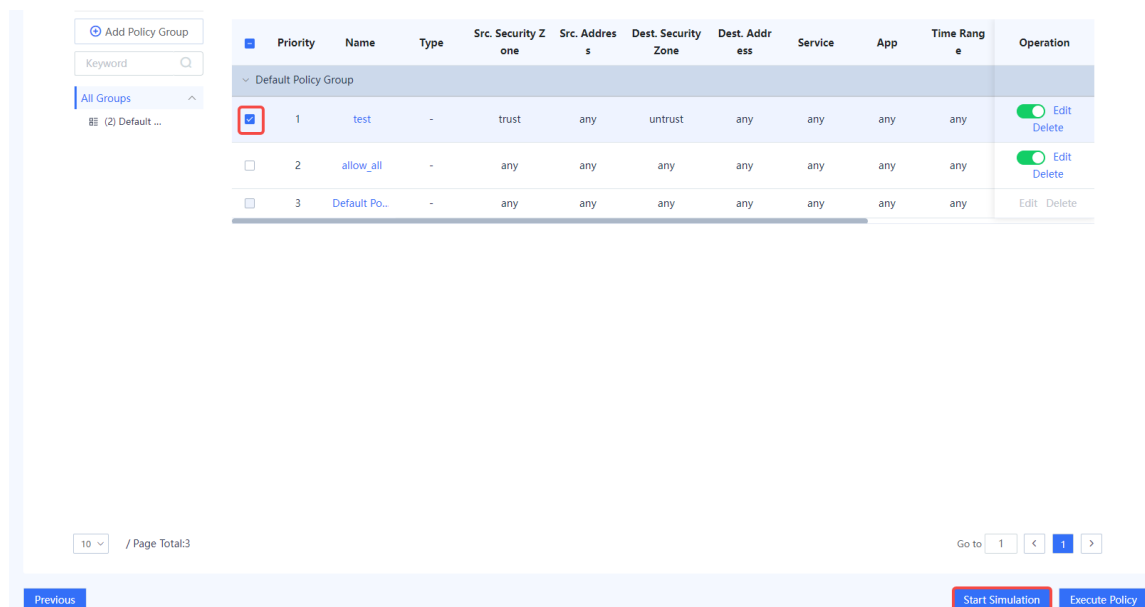 Add Policy Group
Keyword
All Groups
(2) Default ...
Priority Name Type Src. Security Z Src. Addres Dest. Security Dest. Addr Service App Time Rang Operation
one s Zone ess e
Default Policy Group
1 test - trust any untrust any any any any Edit
Delete
2 allow_all - any any any any any any any Edit
Delete
3 Default Po... - any any any any any any any Edit Delete
10 / Page Total:3 Go to 1 < 1 >
Previous Start Simulation Execute Policy